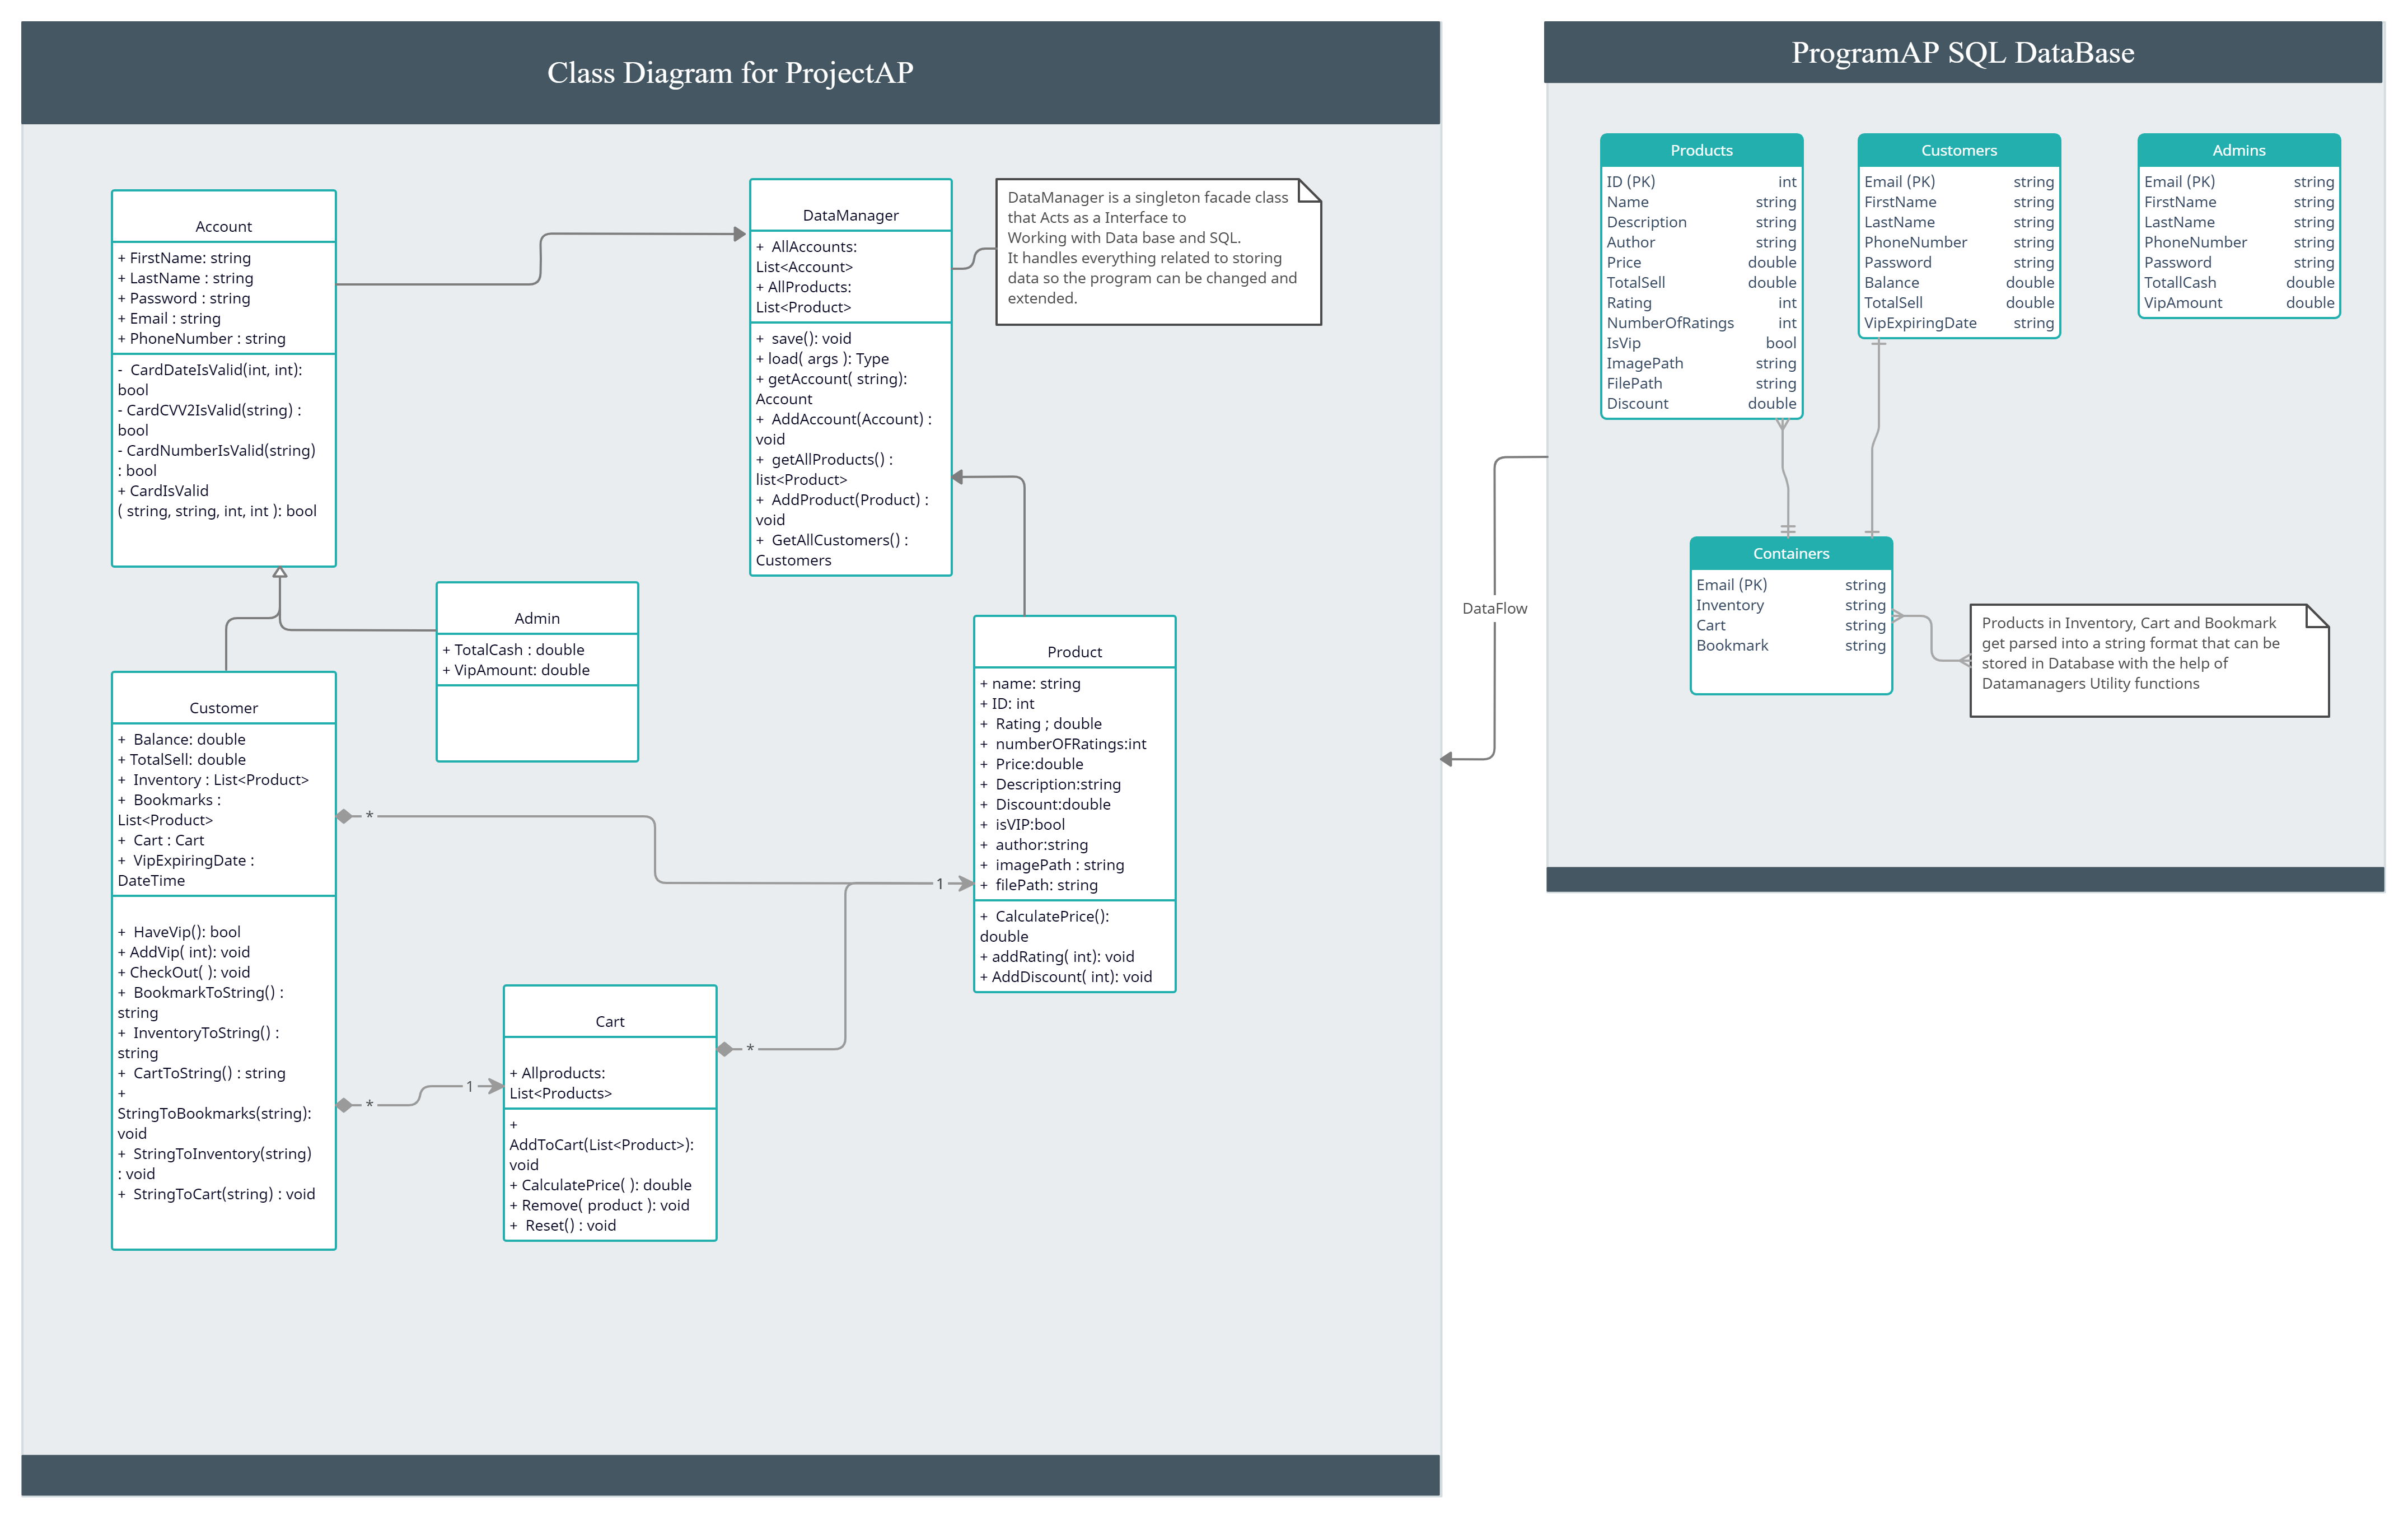 Class Diagram for ProjectAP
Account
+ FirstName: string
+ LastName : string
+ Password : string
+ Email : string
+ PhoneNumber : string
-  CardDateIsValid(int, int):
bool
- CardCVV2IsValid(string) :
bool
- CardNumberIsValid(string)
: bool
+ CardIsValid
( string, string, int, int ): bool
DataManager
+  AllAccounts:
List<Account>
+ AllProducts:
List<Product>
+  save(): void
+ load( args ): Type
+ getAccount( string):
Account
+  AddAccount(Account) :
void
+  getAllProducts() :
list<Product>
+  AddProduct(Product) :
void
+  GetAllCustomers() :
Customers
DataManager is a singleton facade class
that Acts as a Interface to
Working with Data base and SQL.
It handles everything related to storing
data so the program can be changed and
extended.
Admin
+ TotalCash : double
+ VipAmount: double
Customer
+  Balance: double
+ TotalSell: double
+  Inventory : List<Product>
+  Bookmarks :
List<Product>
+  Cart : Cart
+  VipExpiringDate :
DateTime
+  HaveVip(): bool
+ AddVip( int): void
+ CheckOut( ): void
+  BookmarkToString() :
string
+  InventoryToString() :
string
+  CartToString() : string
+
StringToBookmarks(string):
void
+  StringToInventory(string)
: void
+  StringToCart(string) : void
*
1
*
1
*
Cart
+ Allproducts:
List<Products>
+
AddToCart(List<Product>):
void
+ CalculatePrice( ): double
+ Remove( product ): void
+  Reset() : void
Product
+ name: string
+ ID: int
+  Rating ; double
+  numberOFRatings:int
+  Price:double
+  Description:string
+  Discount:double
+  isVIP:bool
+  author:string
+  imagePath : string
+  filePath: string
+  CalculatePrice():
double
+ addRating( int): void
+ AddDiscount( int): void
DataFlow
ProgramAP SQL DataBase
Products
ID (PK) int
Name string
Description string
Author string
Price double
TotalSell double
Rating int
NumberOfRatings int
IsVip bool
ImagePath string
FilePath string
Discount double
Customers
Email (PK) string
FirstName string
LastName string
PhoneNumber string
Password string
Balance double
TotalSell double
VipExpiringDate string
Admins
Email (PK) string
FirstName string
LastName string
PhoneNumber string
Password string
TotallCash double
VipAmount double
Containers
Email (PK) string
Inventory string
Cart string
Bookmark string
Products in Inventory, Cart and Bookmark
get parsed into a string format that can be
stored in Database with the help of
Datamanagers Utility functions